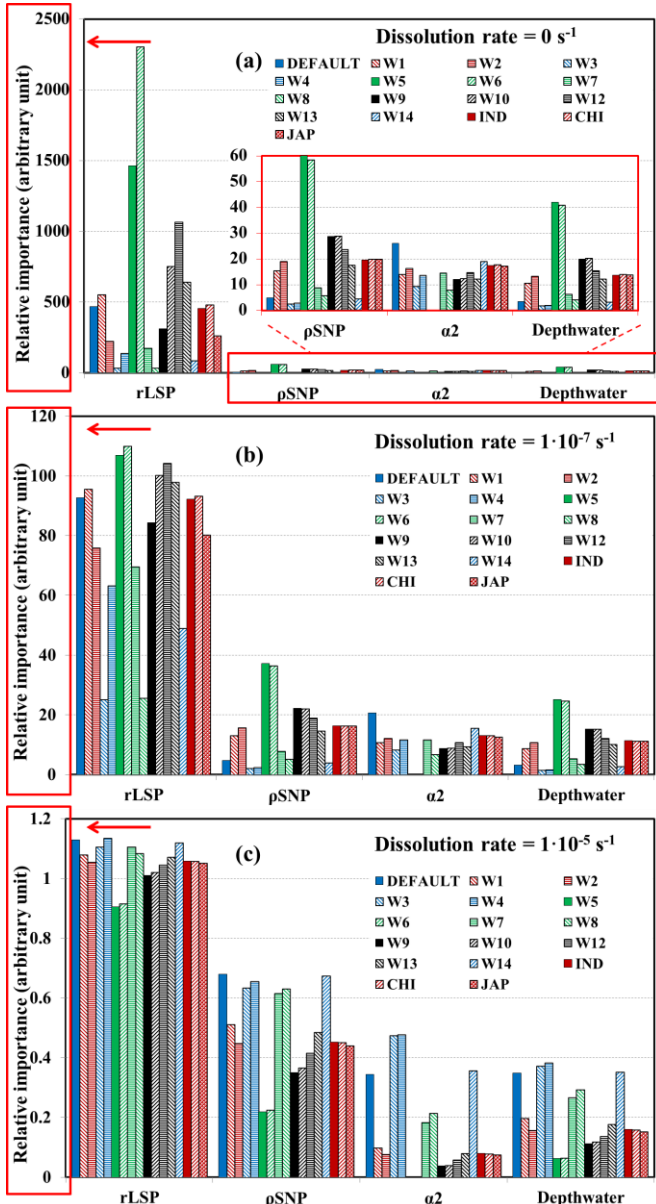 2500
2000
1500
1000
500
0
Relative importance (arbitrary unit)
(a)
Dissolution rate = 0 s-1
DEFAULT W1 W2 W3
W4 W5 W6 W7
W8 W9 W10 W12
W13 W14 IND CHI
JAP
60
50
40
30
20
10
0
ρSNP α2 Depthwater
rLSP ρSNP α2 Depthwater
120
100
80
60
40
20
0
Relative importance (arbitrary unit)
(b)
Dissolution rate = 1·10-7 s-1
DEFAULT W1 W2
W3 W4 W5
W6 W7 W8
W9 W10 W12
W13 W14 IND
CHI JAP
rLSP ρSNP α2 Depthwater
1.2
1
0.8
0.6
0.4
0.2
0
Relative importance (arbitrary unit)
(c)
Dissolution rate = 1·10-5 s-1
DEFAULT W1 W2
W3 W4 W5
W6 W7 W8
W9 W10 W12
W13 W14 IND
CHI JAP
rLSP ρSNP α2 Depthwater